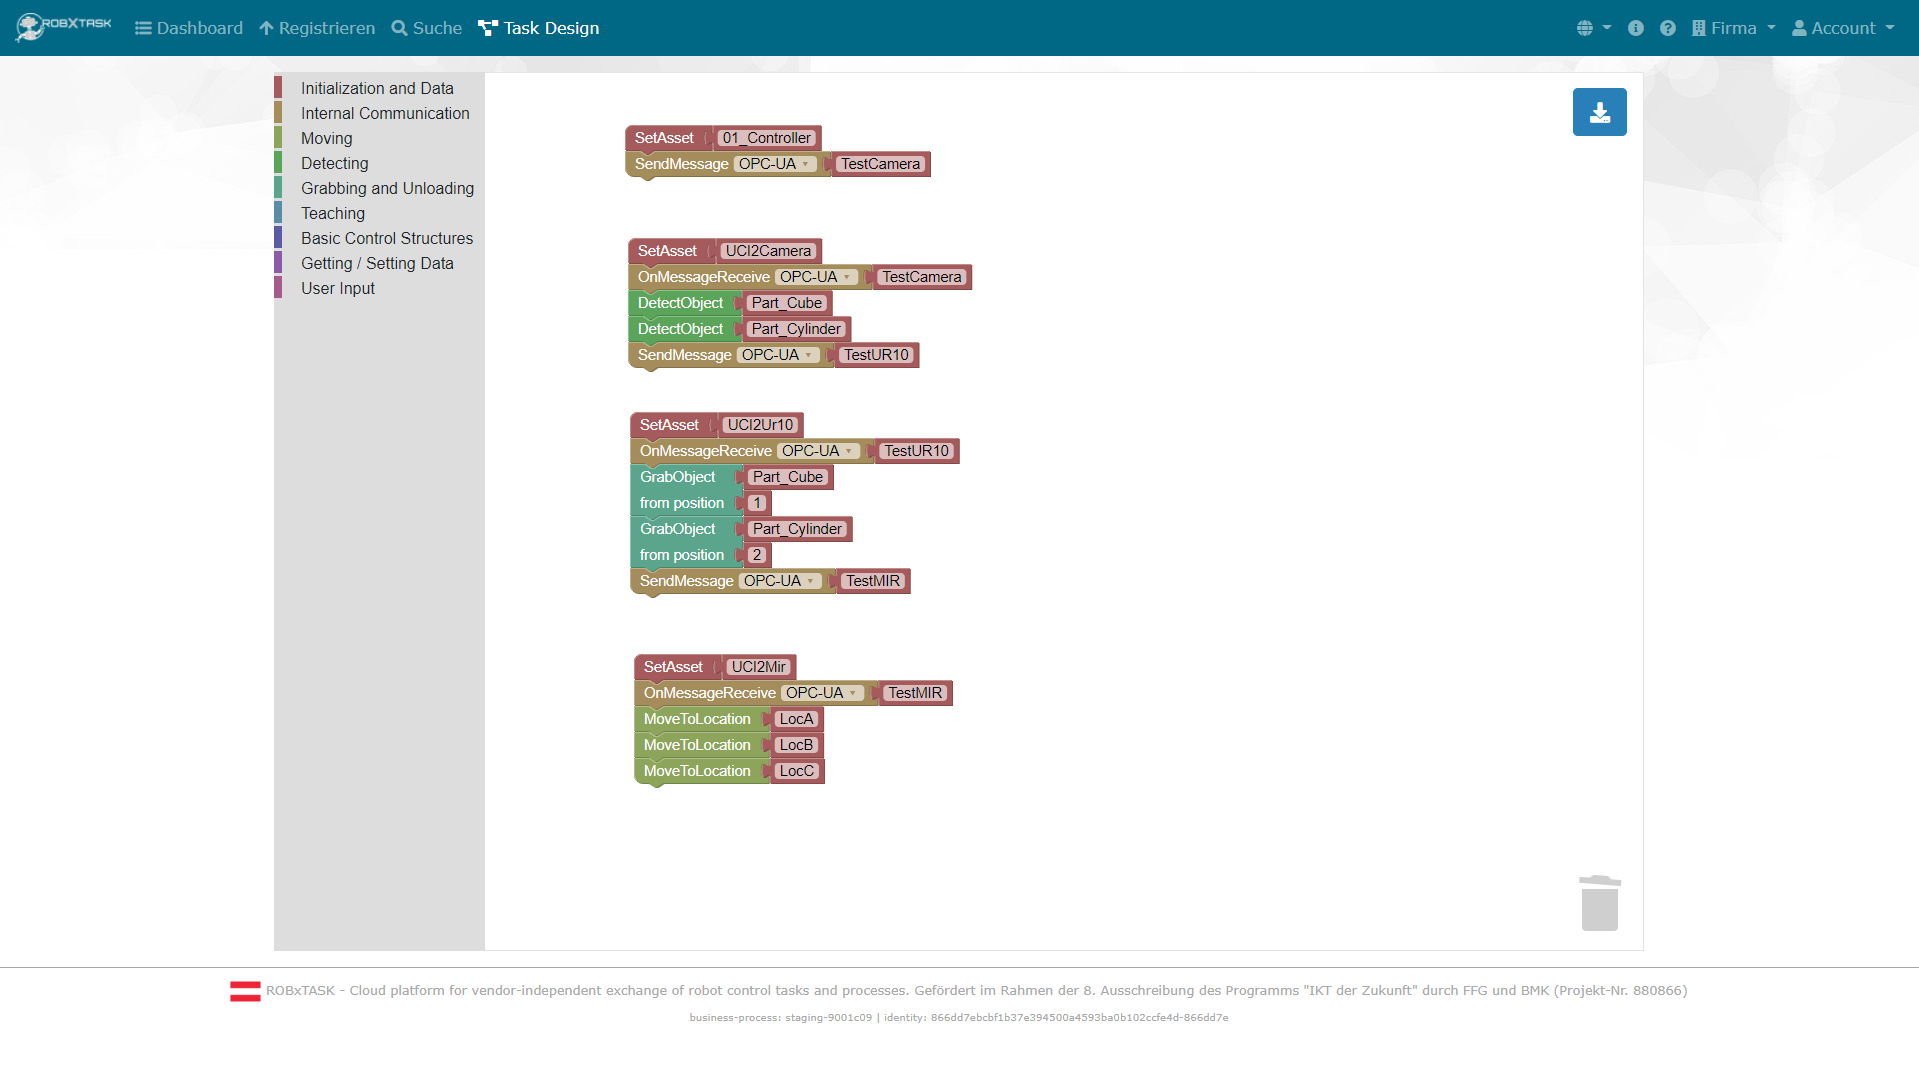 ROBXTASK Dashboard Registrieren Suche Task Design Firma Account
Initialization and Data
Internal Communication
Moving
Detecting
Grabbing and Unloading
Teaching
Basic Control Structures
Getting / Setting Data
User Input
SetAsset 01_Controller
SendMessage OPC-UA TestCamera
SetAsset UCI2Camera
OnMessageReceive OPC-UA TestCamera
DetectObject Part_Cube
DetectObject Part_Cylinder
SendMessage OPC-UA TestUR10
SetAsset UCI2Ur10
OnMessageReceive OPC-UA TestUR10
GrabObject Part_Cube
from position 1
GrabObject Part_Cylinder
from position 2
SendMessage OPC-UA TestMIR
SetAsset UCI2Mir
OnMessageReceive OPC-UA TestMIR
MoveToLocation LocA
MoveToLocation LocB
MoveToLocation LocC
ROBxTASK - Cloud platform for vendor-independent exchange of robot control tasks and processes. Gefördert im Rahmen der 8. Ausschreibung des Programms "IKT der Zukunft" durch FFG und BMK (Projekt-Nr. 880866)
business-process: staging-9001c09 | identity: 866dd7ebcbf1b37e394500a4593ba0b102ccfe4d-866dd7e